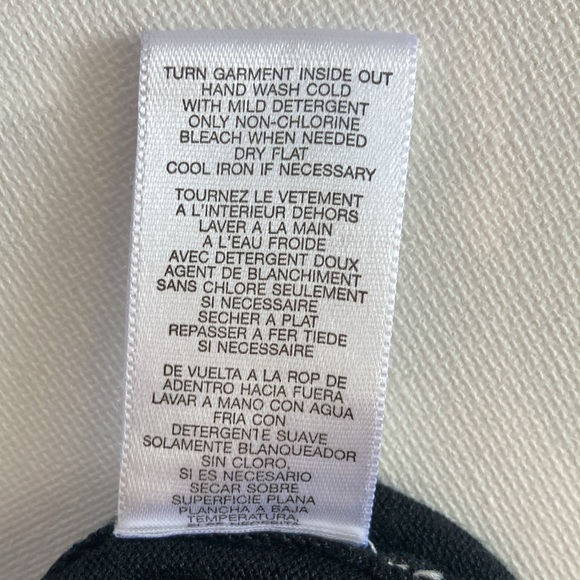 TURN GARMENT INSIDE OUT
HAND WASH COLD
WITH MILD DETERGENT
ONLY NON-CHLORINE
BLEACH WHEN NEEDED
DRY FLAT
COOL IRON IF NECESSARY
TOURNEZ LE VETEMENT
A L'INTERIEUR DEHORS
LAVER A LA MAIN
A L'EAU FROIDE
AVEC DETERGENT DOUX
AGENT DE BLANCHIMENT
SANS CHLORE SEULEMENT
SI NECESSAIRE
SECHER A PLAT
REPASSER A FER TIEDE
SI NECESSAIRE
DE VUELTA A LA ROP DE
ADENTRO HACIA FUERA
LAVAR A MANO CON AGUA
FRIA CON
DETERGENTE SUAVE
SOLAMENTE BLANQUEADOR
SIN CLORO,
SI ES NECESARIO
SECAR SOBRE
SUPERFICIE PLANA
PLANCHA A BAJA
TEMPERATURA,